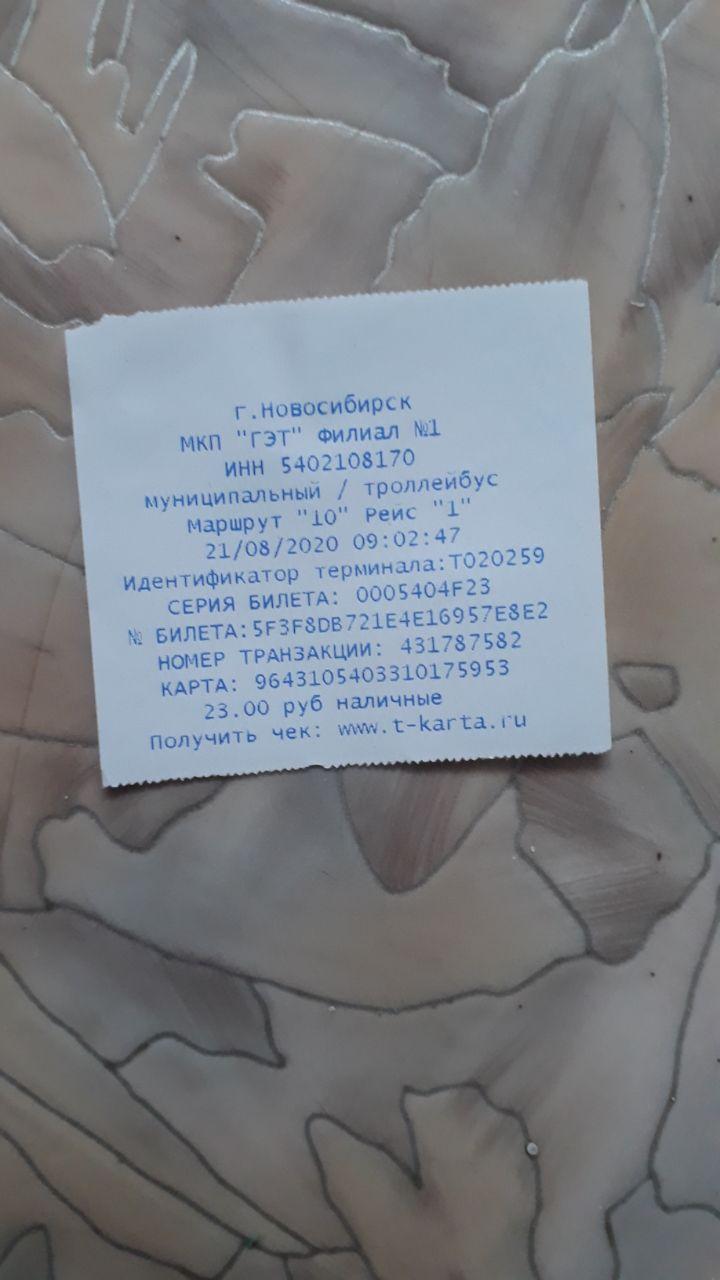 г.Новосибирск
МКП "ГЭТ" Филиал №1
ИНН 5402108170
муниципальный / троллейбус
Маршрут "10" Рейс "1"
21/08/2020 09:02:47
Идентификатор терминала:T020259
СЕРИЯ БИЛЕТА: 0005404F23
№ БИЛЕТА:5F3F8DB721E4E16957E8E2
НОМЕР ТРАНЗАКЦИИ: 431787582
КАРТА: 9643105403310175953
23.00 руб наличные
Получить чек: www.t-karta.ru